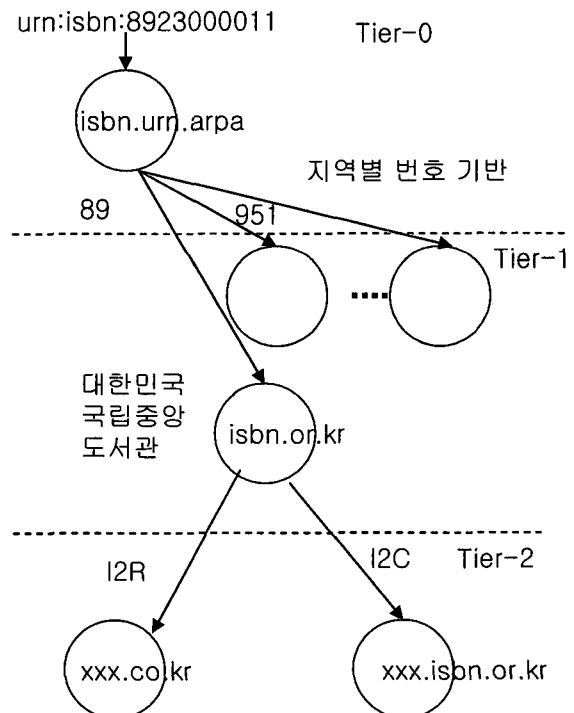 urn:isbn:8923000011
Tier-0
isbn.urn.arpa
지역별 번호 기반
89
951
Tier-1
대한민국
국립중앙
도서관
isbn.or.kr
I2R
I2C
Tier-2
xxx.co.kr
xxx.isbn.or.kr